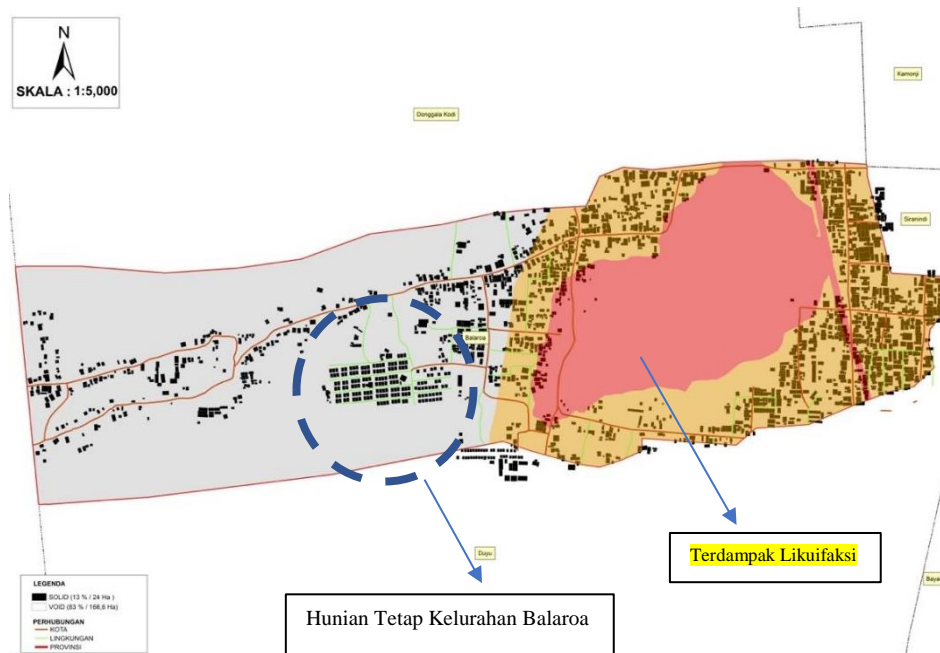 N
SKALA : 1:5,000
Kamonji
Donggala Kodi
Siranindi
Balaroa
Terdampak Likuifaksi
Duyu
LEGENDA
SOLID (13 % / 24 Ha )
VOID (83 % / 166,6 Ha)
PERHUBUNGAN
KOTA
LINGKUNGAN
PROVINSI
Hunian Tetap Kelurahan Balaroa